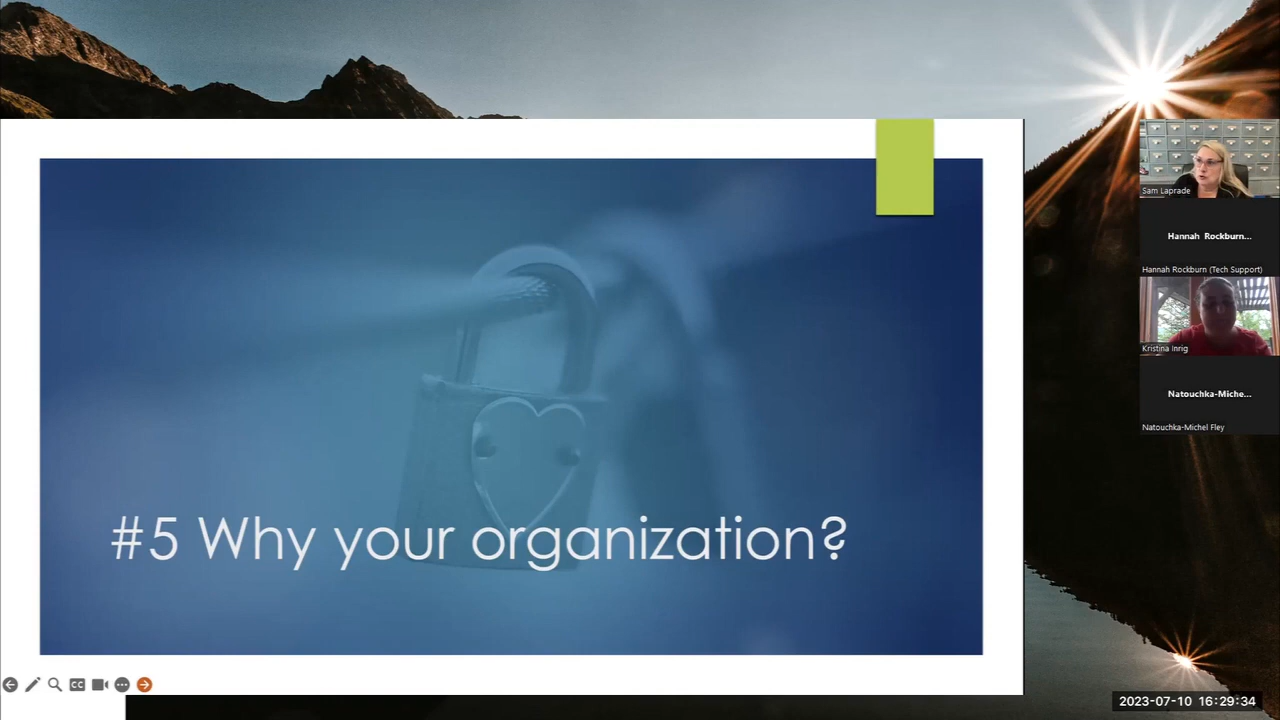 Sam Laprade
Hannah Rockburn...
Hannah Rockburn (Tech Support)
Kristina Inrig
Natouchka-Miche...
Natouchka-Michel Fley
#5 Why your organization?
CC
2023-07-10 16:29:34